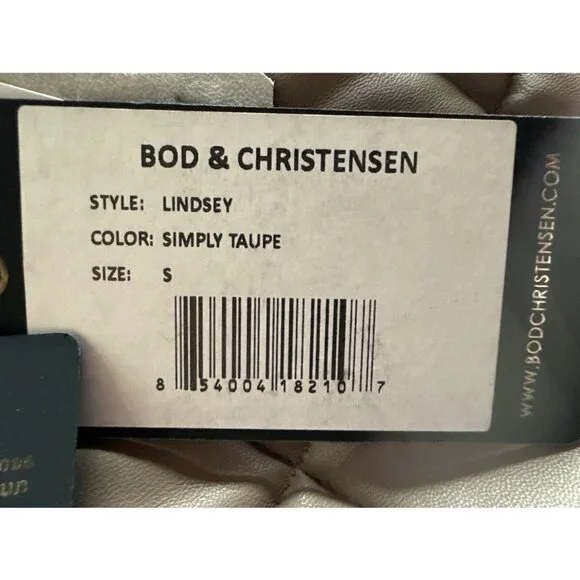 BOD & CHRISTENSEN
STYLE: LINDSEY
COLOR: SIMPLY TAUPE
SIZE: S
8 54004 18210 7
WWW.BODCHRISTENSEN.COM